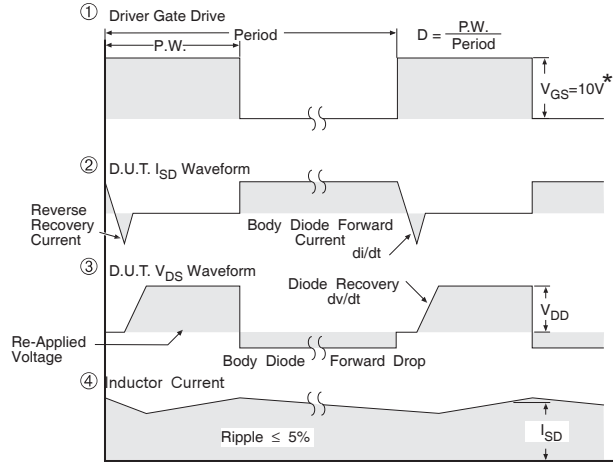 ① Driver Gate Drive
P.W.
Period
D = P.W.
Period
V_GS=10V*
② D.U.T. I_SD Waveform
Reverse
Recovery
Current
Body Diode Forward
Current
di/dt
③ D.U.T. V_DS Waveform
Diode Recovery
dv/dt
V_DD
Re-Applied
Voltage
Body Diode Forward Drop
④ Inductor Current
Ripple ≤ 5%
I_SD